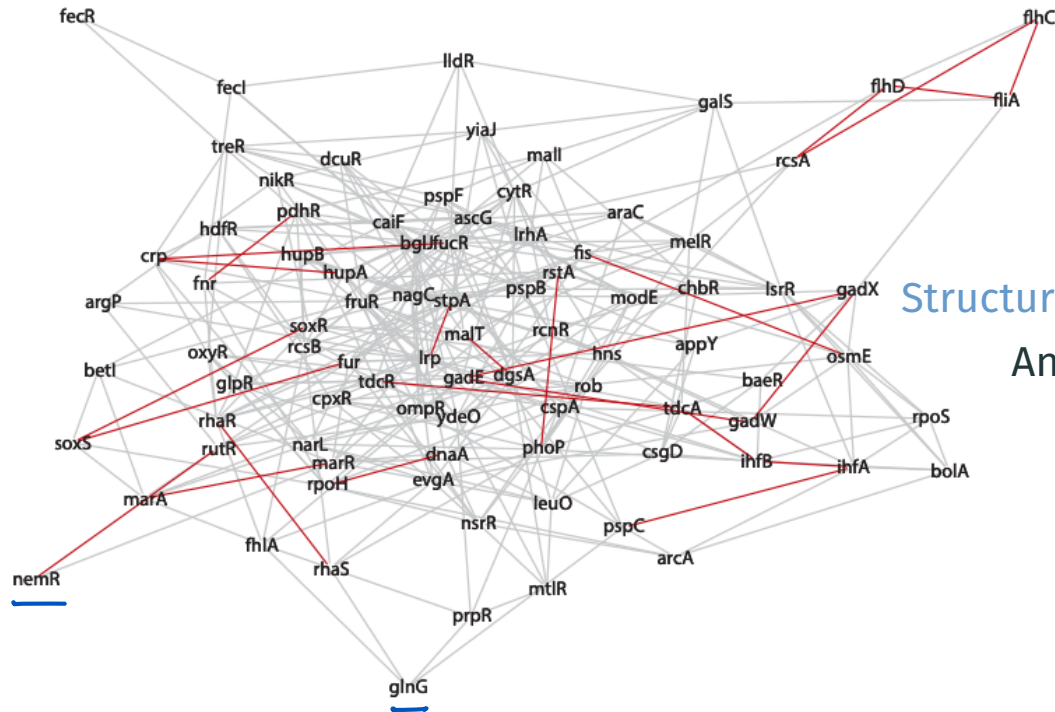 fecR
flhC
lldR
flhD
fecI
fliA
galS
yiaJ
treR
dcuR
malI
rcsA
nikR
pspF
cytR
pdhR
ascG
araC
hdfR
caiF
lrhA
melR
crp
hupB
fucR
fis
hupA
rstA
fnr
pspB
chbR
lsrR
gadX
argP
fruR
nagC
stpA
modE
Structur
soxR
malT
rcnR
rcsB
appY
oxyR
fur
lrp
hns
osmE
An
betI
glpR
tdcR
gadE
dgsA
rob
baeR
cpxR
ompR
ydeO
cspA
tdcA
rhaR
gadW
rpoS
soxS
rutR
narL
marR
dnaA
phoP
csgD
ihfB
ihfA
bolA
rpoH
evgA
marA
leuO
nsrR
pspC
fhlA
arcA
rhaS
nemR
mtlR
prpR
glnG